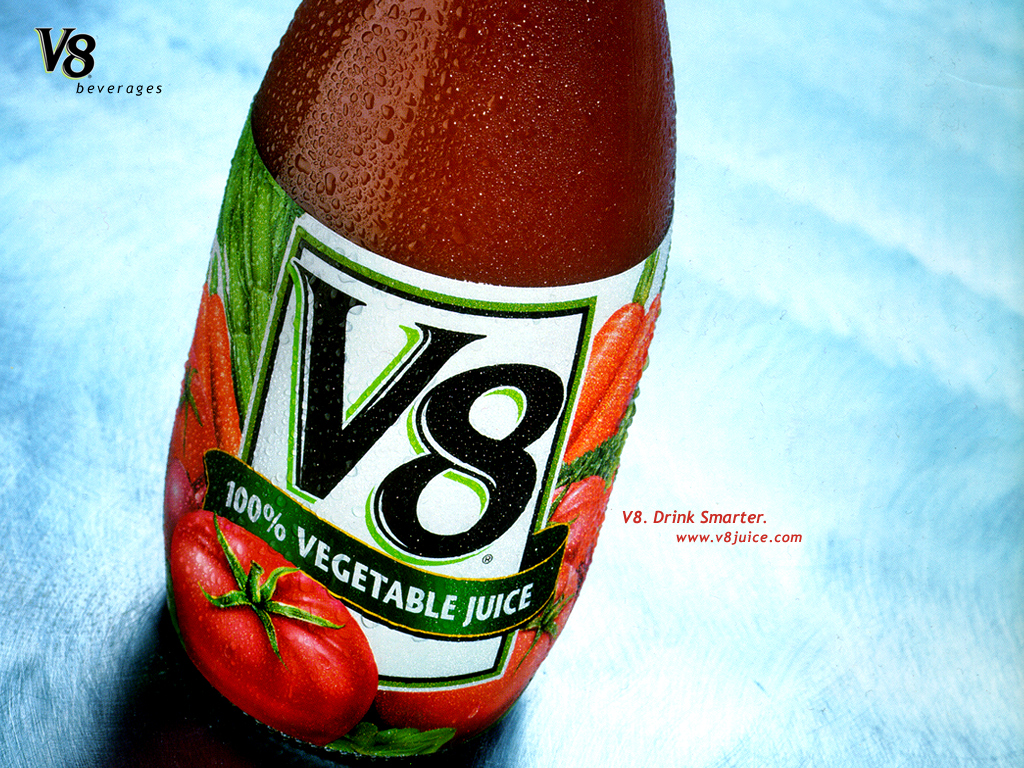 V8®
beverages
V8®
100% VEGETABLE JUICE
V8. Drink Smarter.
www.v8juice.com